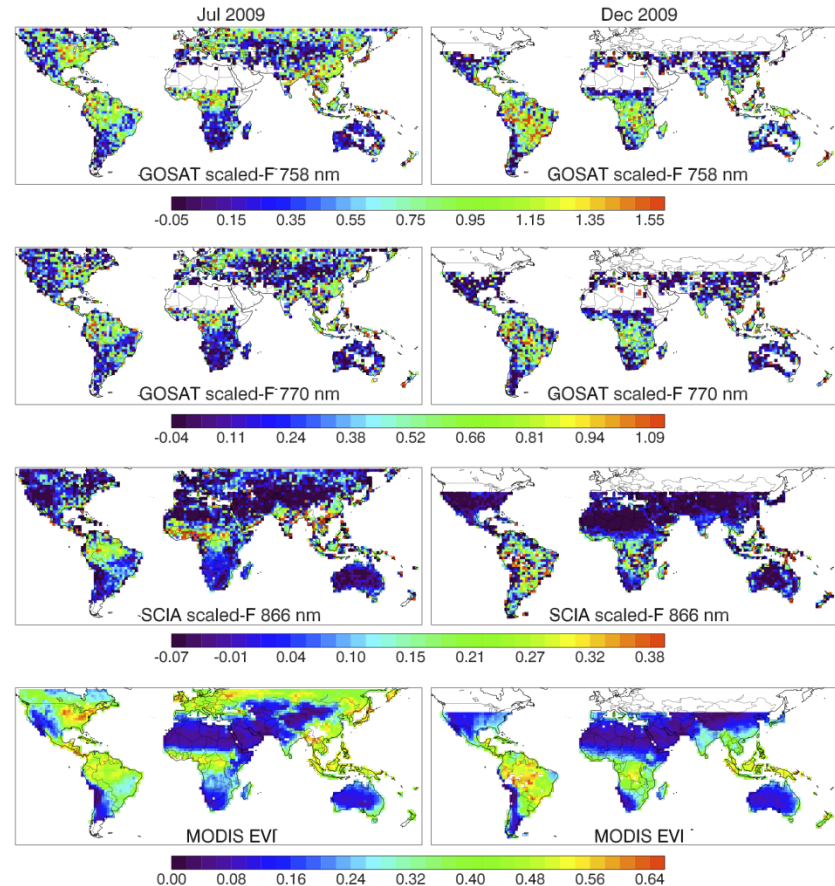 Jul 2009 Dec 2009
GOSAT scaled-F 758 nm GOSAT scaled-F 758 nm
-0.05 0.15 0.35 0.55 0.75 0.95 1.15 1.35 1.55
GOSAT scaled-F 770 nm GOSAT scaled-F 770 nm
-0.04 0.11 0.24 0.38 0.52 0.66 0.81 0.94 1.09
SCIA scaled-F 866 nm SCIA scaled-F 866 nm
-0.07 -0.01 0.04 0.10 0.15 0.21 0.27 0.32 0.38
MODIS EVI MODIS EVI
0.00 0.08 0.16 0.24 0.32 0.40 0.48 0.56 0.64